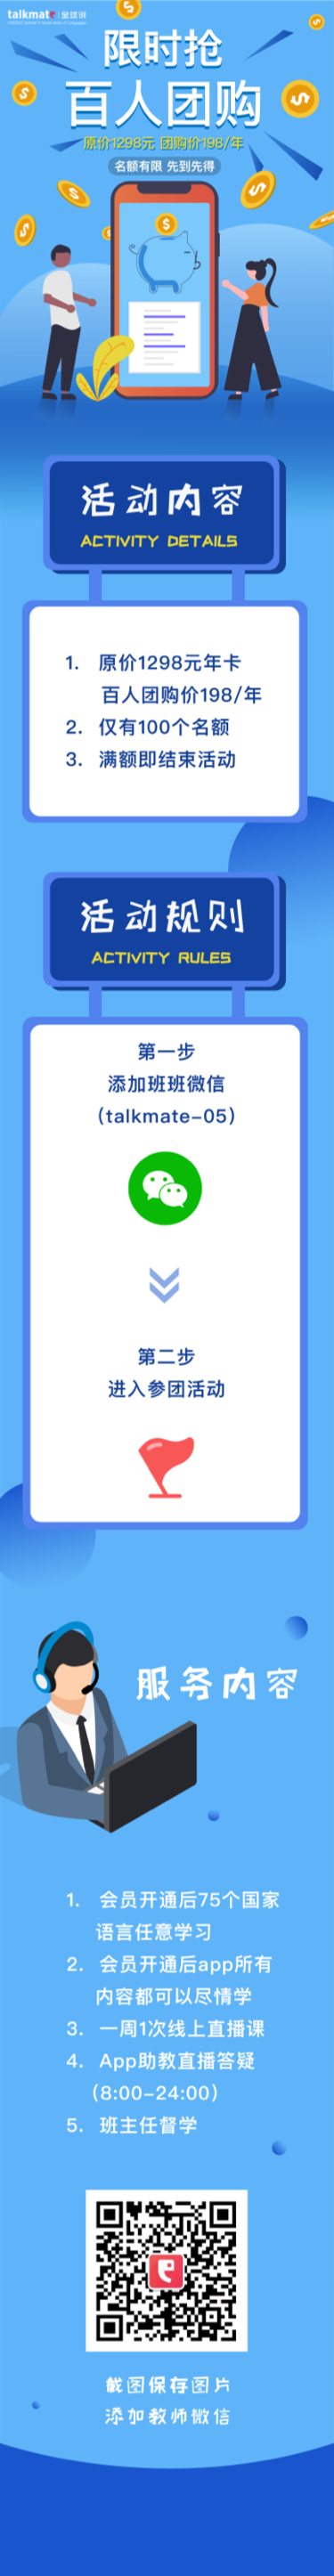 talkmate 全球说
限时抢
百人团购
原价1298元 团购价198/年
名额有限 先到先得
活动内容
ACTIVITY DETAILS
1. 原价1298元年卡
百人团购价198/年
2. 仅有100个名额
3. 满额即结束活动
活动规则
ACTIVITY RULES
第一步
添加班班微信
(talkmate-05)
第二步
进入参团活动
服务内容
1. 会员开通后75个国家
语言任意学习
2. 会员开通后app所有
内容都可以尽情学
3. 一周1次线上直播课
4. App助教直播答疑
(8:00-24:00)
5. 班主任督学
截图保存图片
添加教师微信